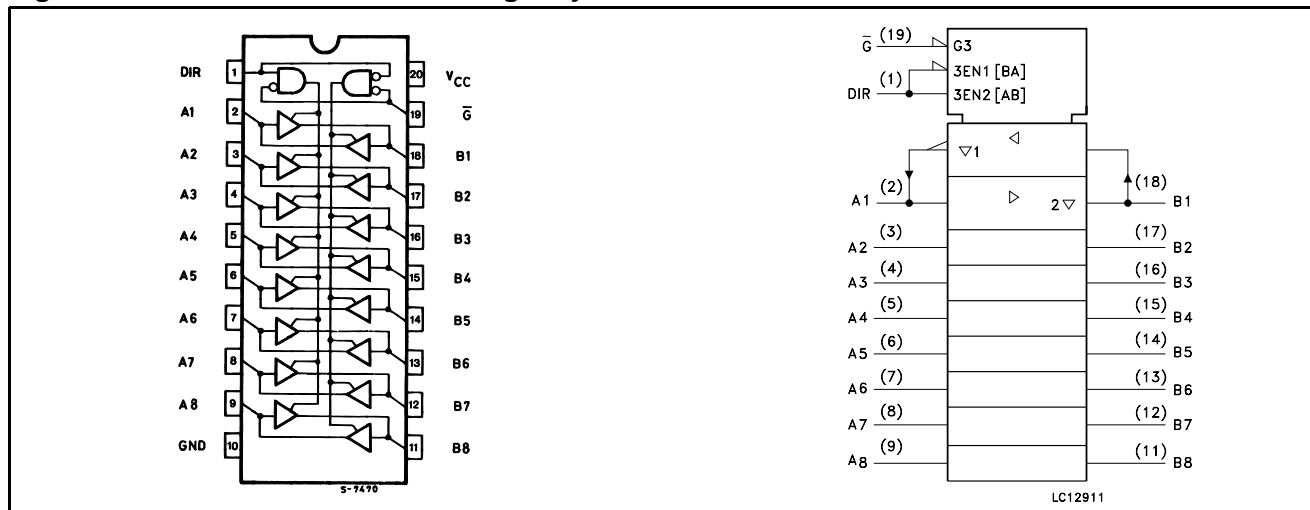 DIR 1 20 VCC
A1 2 19 G̅
A2 3 18 B1
A3 4 17 B2
A4 5 16 B3
A5 6 15 B4
A6 7 14 B5
A7 8 13 B6
A8 9 12 B7
GND 10 11 B8
S-7470
G̅ (19) G3
(1) 3EN1 [BA]
DIR 3EN2 [AB]
▽1 ◁
A1 (2) ▷ 2▽ (18) B1
A2 (3) (17) B2
A3 (4) (16) B3
A4 (5) (15) B4
A5 (6) (14) B5
A6 (7) (13) B6
A7 (8) (12) B7
A8 (9) (11) B8
LC12911